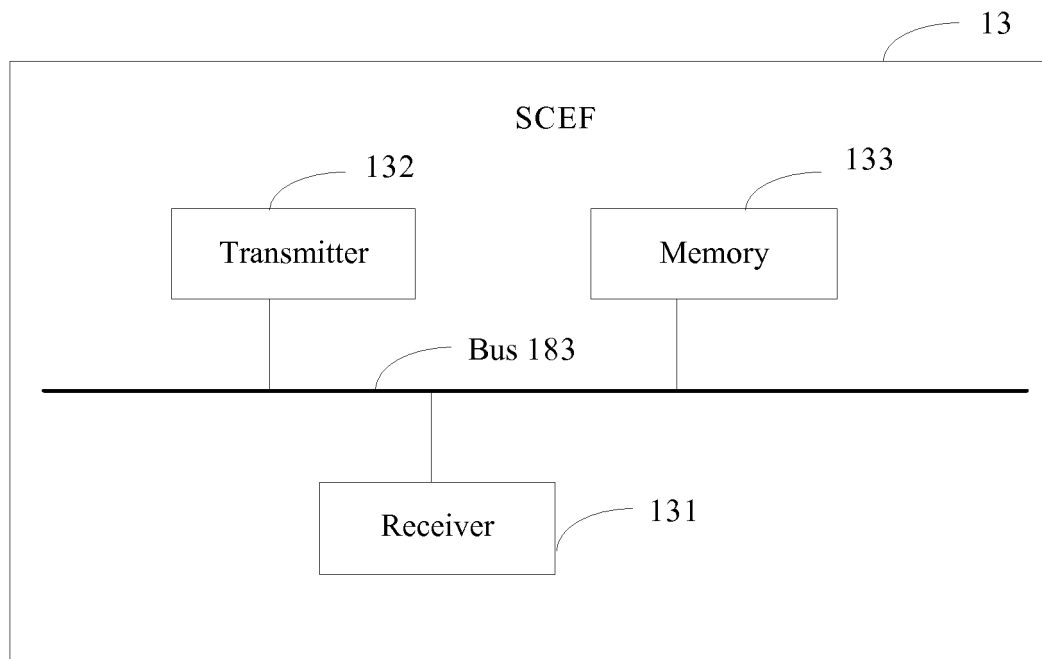 13
SCEF
132
133
Transmitter
Memory
Bus 183
Receiver
131